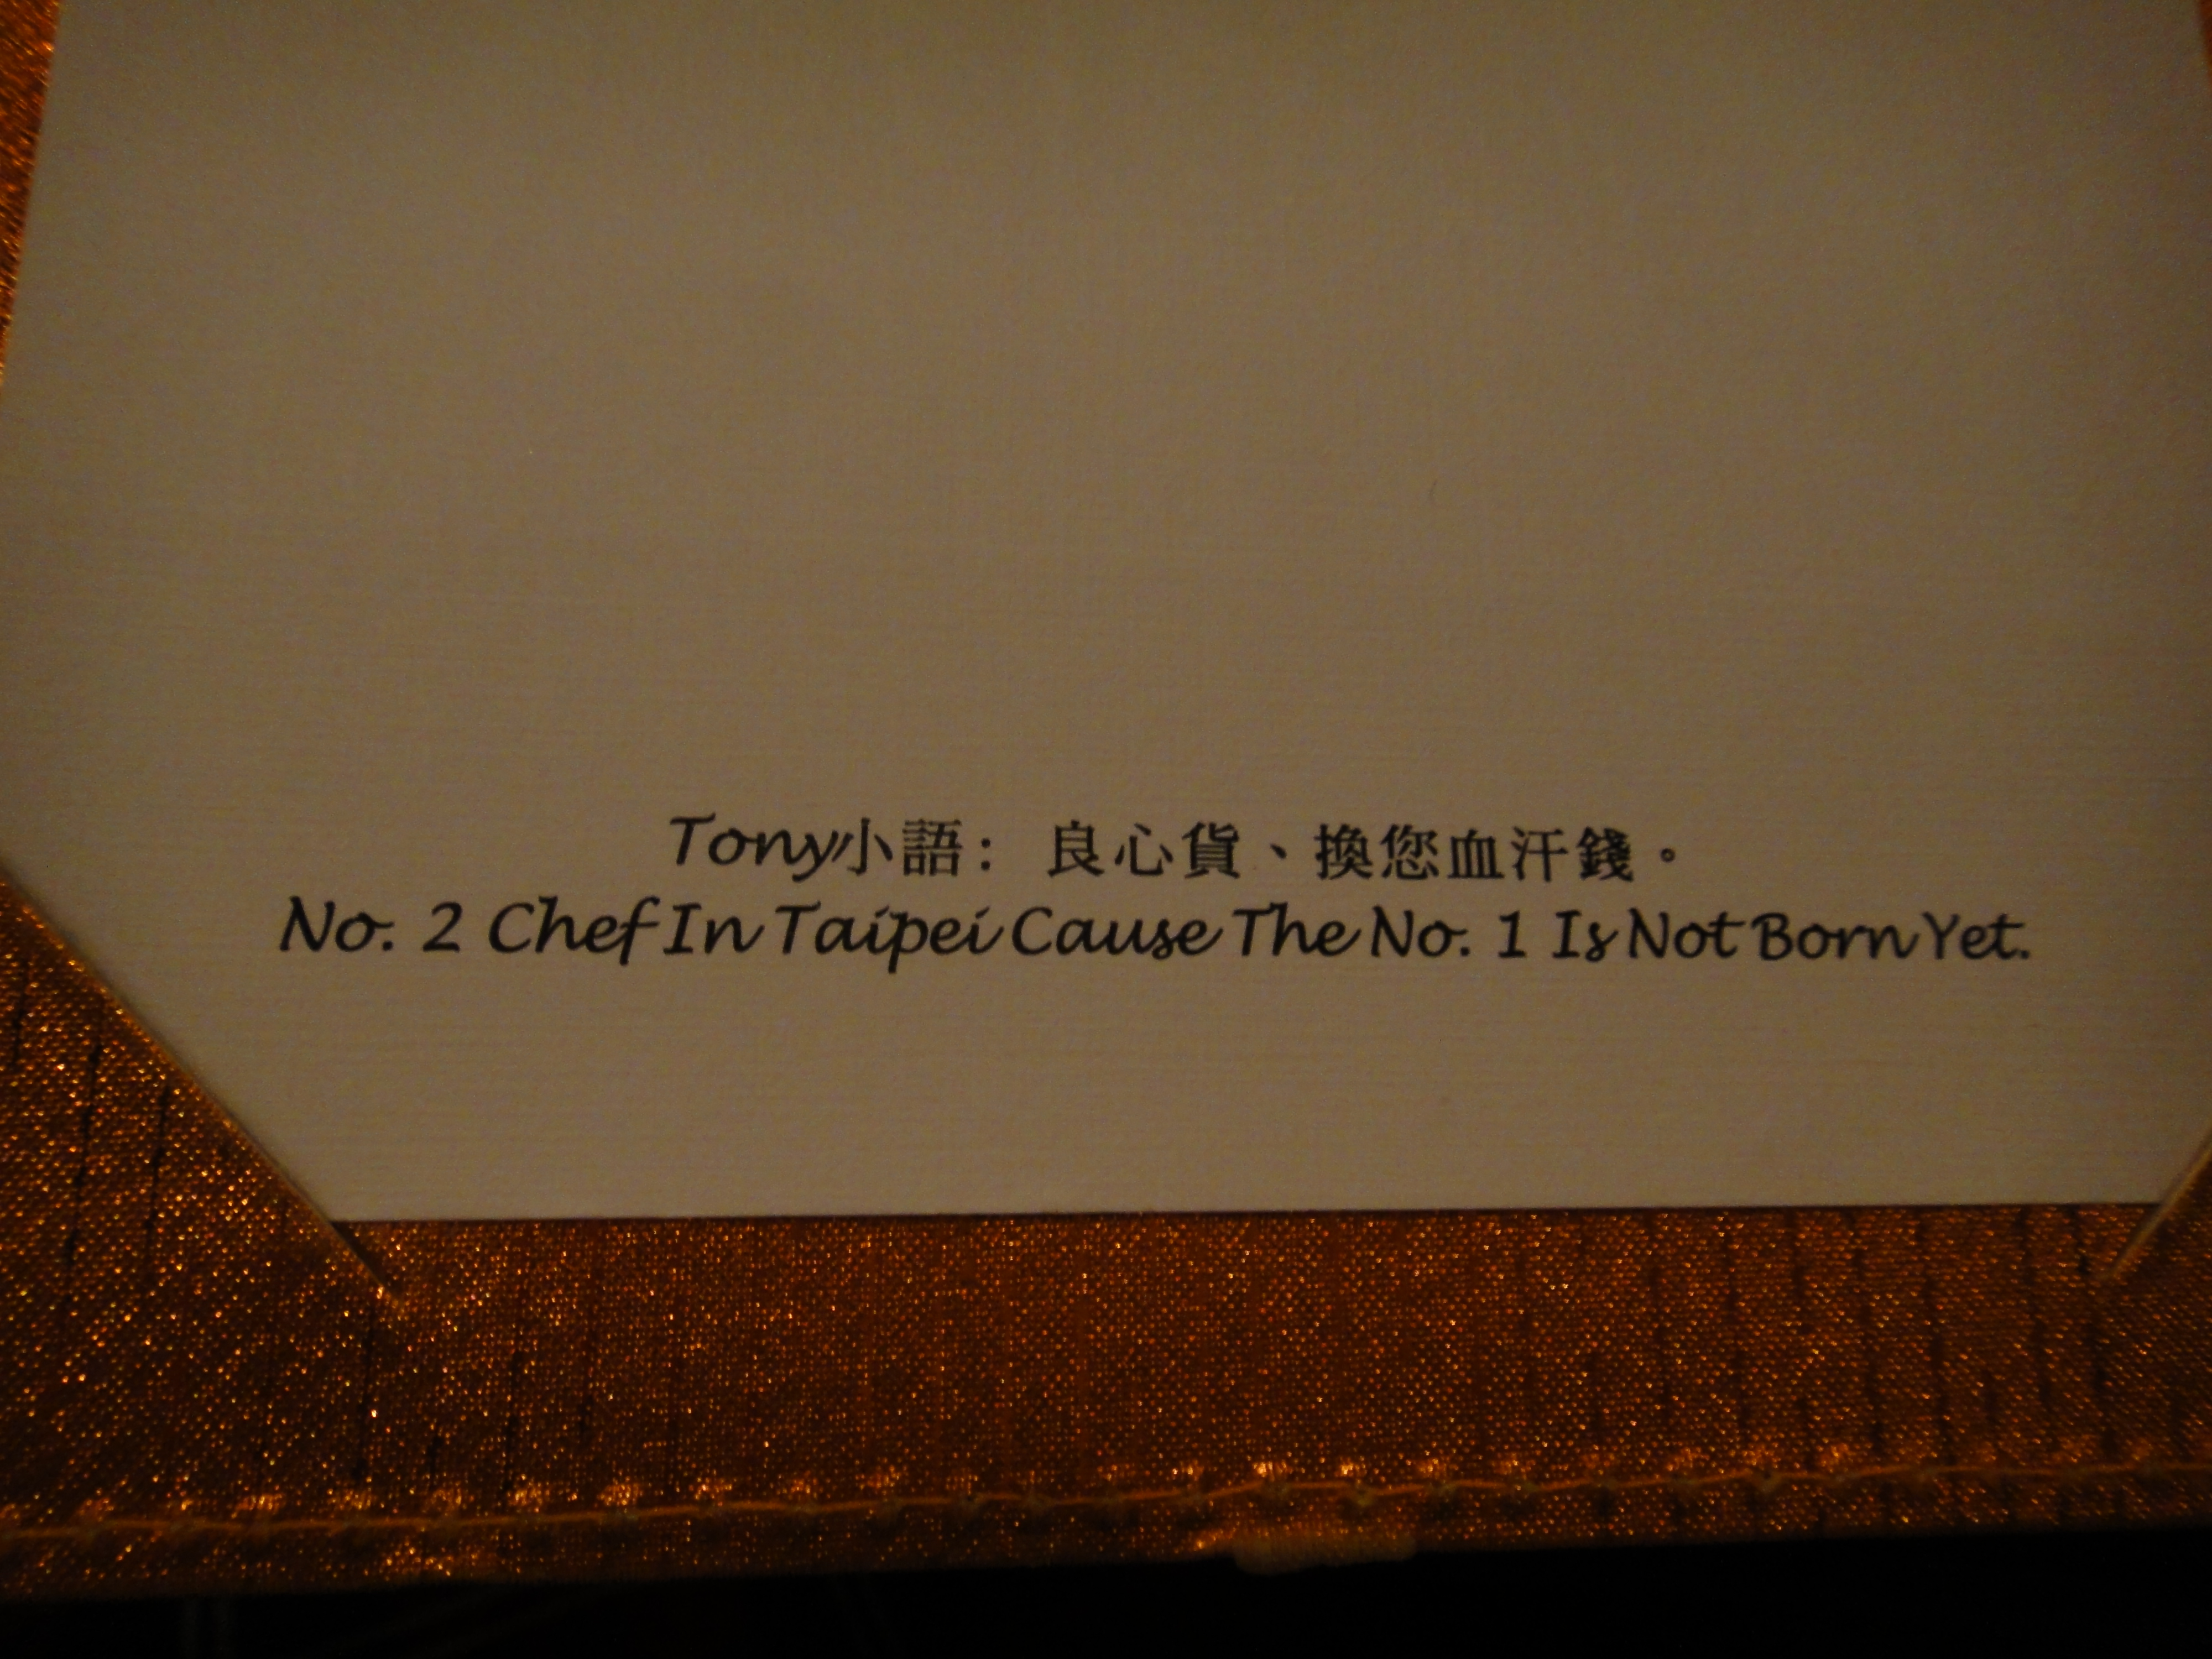 Tony小語： 良心貨、換您血汗錢。
No. 2 Chef In Taipei Cause The No. 1 Is Not Born Yet.